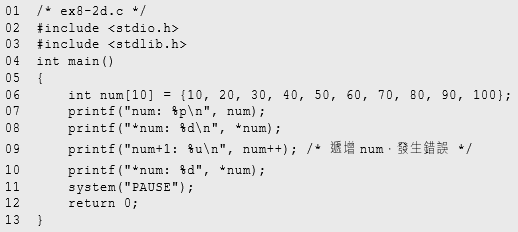 01 /* ex8-2d.c */
02 #include <stdio.h>
03 #include <stdlib.h>
04 int main()
05 {
06     int num[10] = {10, 20, 30, 40, 50, 60, 70, 80, 90, 100};
07     printf("num: %p\n", num);
08     printf("*num: %d\n", *num);
09     printf("num+1: %u\n", num++); /* 遞增 num，發生錯誤 */
10     printf("*num: %d", *num);
11     system("PAUSE");
12     return 0;
13 }